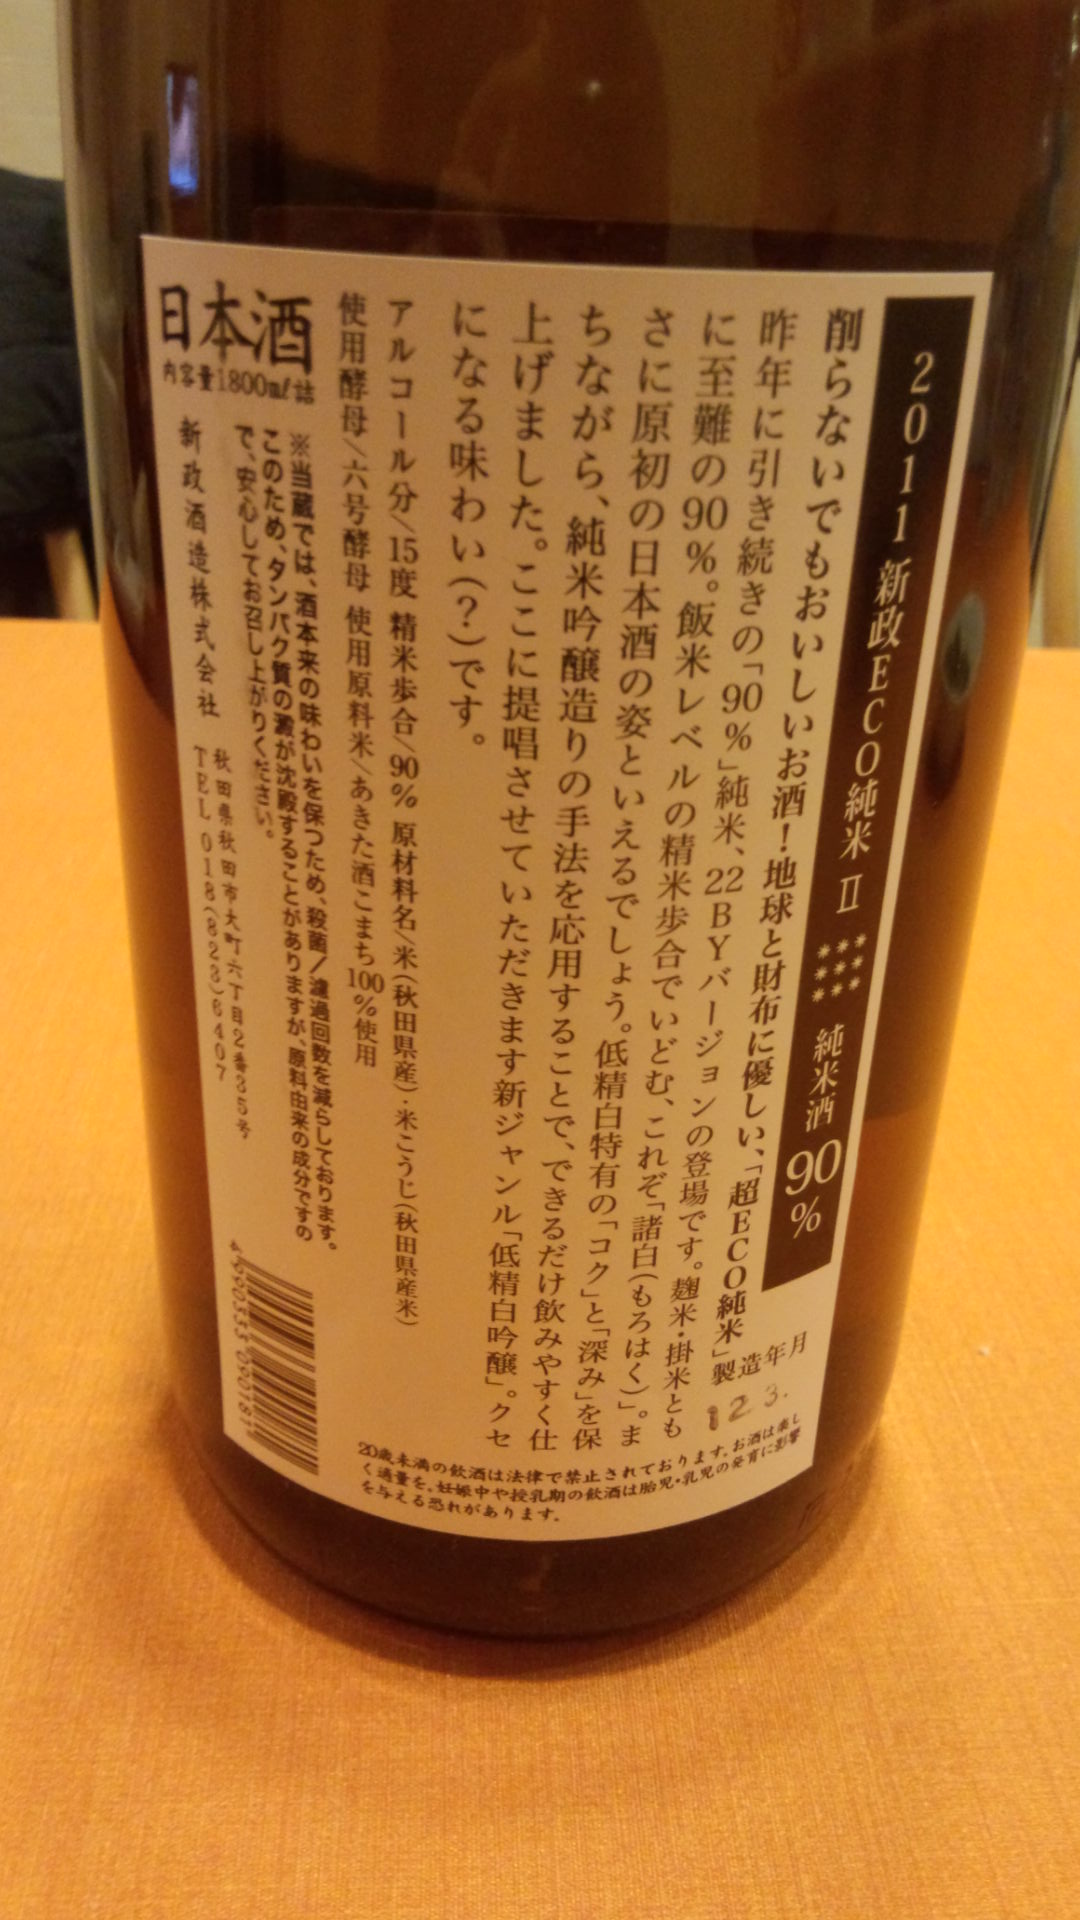 2011新政ECO純米 Ⅱ ********* 純米酒90%
削らないでもおいしいお酒!地球と財布に優しい、「超ECO純米」
昨年に引き続きの「90%」純米、22BYバージョンの登場です。麹米・掛米とも
に至難の90%。飯米レベルの精米歩合でいどむ、これぞ「諸白(もろはく)」。ま
さに原初の日本酒の姿といえるでしょう。低精白特有の「コク」と「深み」を保
ちながら、純米吟醸造りの手法を応用することで、できるだけ飲みやすく仕
上げました。ここに提唱させていただきます新ジャンル「低精白吟醸」。クセ
になる味わい(?)です。
アルコール分/15度 精米歩合/90% 原材料名/米(秋田県産)・米こうじ(秋田県産米)
使用酵母/六号酵母 使用原料米/あきた酒こまち100%使用
日本酒
内容量1800ml詰
※当蔵では、酒本来の味わいを保つため、殺菌/濾過回数を減らしております。
このため、タンパク質の澱が沈殿することがありますが、原料由来の成分ですの
で、安心してお召し上がりください。
新政酒造株式会社
秋田県秋田市大町六丁目2番35号
TEL 018(823)6407
製造年月
123.
20歳未満の飲酒は法律で禁止されております。お酒は楽し
く適量を。妊娠中や授乳期の飲酒は胎児・乳児の発育に影響
を与える恐れがあります。